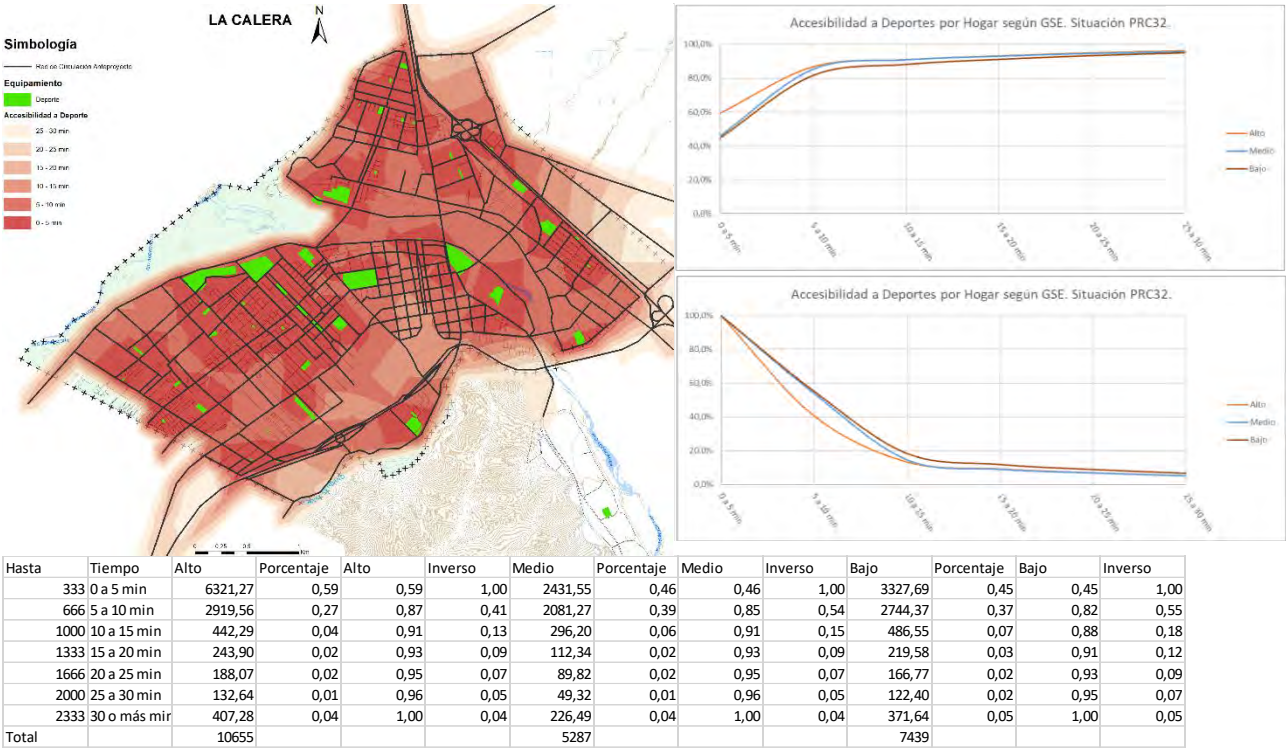 LA CALERA
N
Simbología
Red de Circulación Anteproyecto
Equipamiento
Deporte
Accesibilidad a Deporte
25 - 30 min
20 - 25 min
15 - 20 min
10 - 15 min
5 - 10 min
0 - 5 min
0 0,25 0,5 1
Km
Accesibilidad a Deportes por Hogar según GSE. Situación PRC32.
100,0%
80,0%
60,0%
40,0%
20,0%
0,0%
0 a 5 min
5 a 10 min
10 a 15 min
15 a 20 min
20 a 25 min
25 a 30 min
Alto
Medio
Bajo
Accesibilidad a Deportes por Hogar según GSE. Situación PRC32.
100,0%
80,0%
60,0%
40,0%
20,0%
0,0%
0 a 5 min
5 a 10 min
10 a 15 min
15 a 20 min
20 a 25 min
25 a 30 min
Alto
Medio
Bajo
Hasta Tiempo Alto Porcentaje Alto Inverso Medio Porcentaje Medio Inverso Bajo Porcentaje Bajo Inverso
333 0 a 5 min 6321,27 0,59 0,59 1,00 2431,55 0,46 0,46 1,00 3327,69 0,45 0,45 1,00
666 5 a 10 min 2919,56 0,27 0,87 0,41 2081,27 0,39 0,85 0,54 2744,37 0,37 0,82 0,55
1000 10 a 15 min 442,29 0,04 0,91 0,13 296,20 0,06 0,91 0,15 486,55 0,07 0,88 0,18
1333 15 a 20 min 243,90 0,02 0,93 0,09 112,34 0,02 0,93 0,09 219,58 0,03 0,91 0,12
1666 20 a 25 min 188,07 0,02 0,95 0,07 89,82 0,02 0,95 0,07 166,77 0,02 0,93 0,09
2000 25 a 30 min 132,64 0,01 0,96 0,05 49,32 0,01 0,96 0,05 122,40 0,02 0,95 0,07
2333 30 o más mir 407,28 0,04 1,00 0,04 226,49 0,04 1,00 0,04 371,64 0,05 1,00 0,05
Total 10655 5287 7439